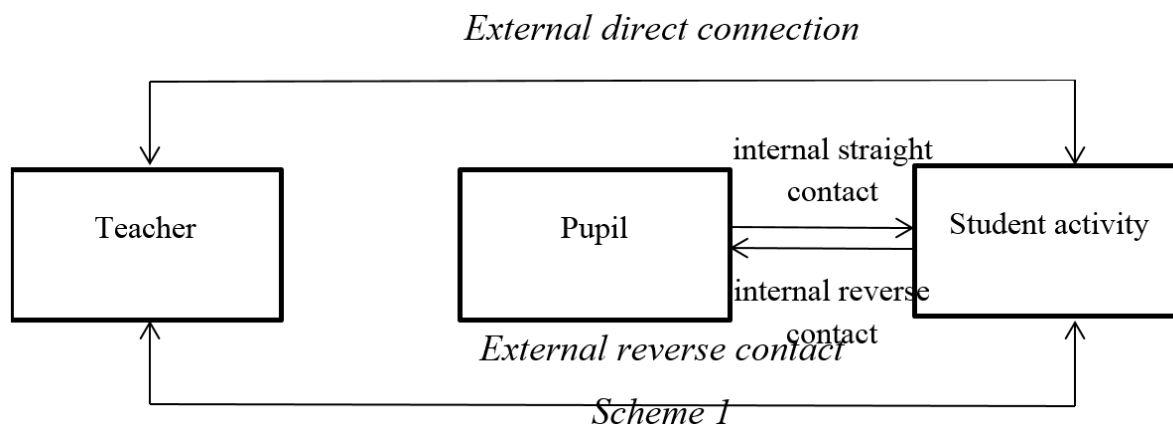 External direct connection
internal straight
contact
Teacher
Pupil
Student activity
internal reverse
contact
External reverse contact
Scheme 1